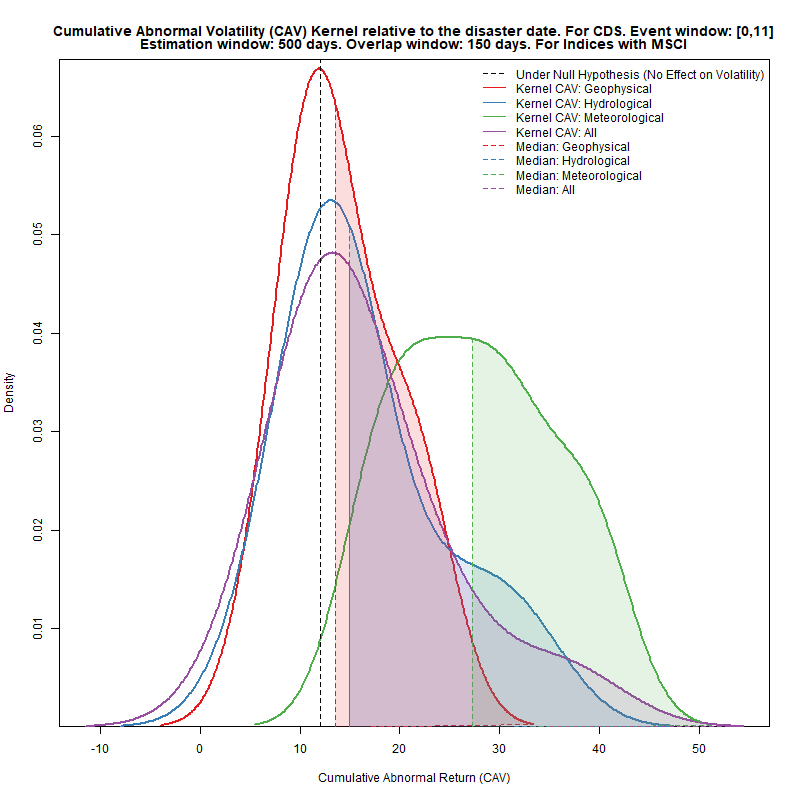 Cumulative Abnormal Volatility (CAV) Kernel relative to the disaster date. For CDS. Event window: [0,11]
Estimation window: 500 days. Overlap window: 150 days. For Indices with MSCI
Under Null Hypothesis (No Effect on Volatility)
Kernel CAV: Geophysical
Kernel CAV: Hydrological
Kernel CAV: Meteorological
Kernel CAV: All
Median: Geophysical
Median: Hydrological
Median: Meteorological
Median: All
Density
0.06
0.05
0.04
0.03
0.02
0.01
-10 0 10 20 30 40 50
Cumulative Abnormal Return (CAV)